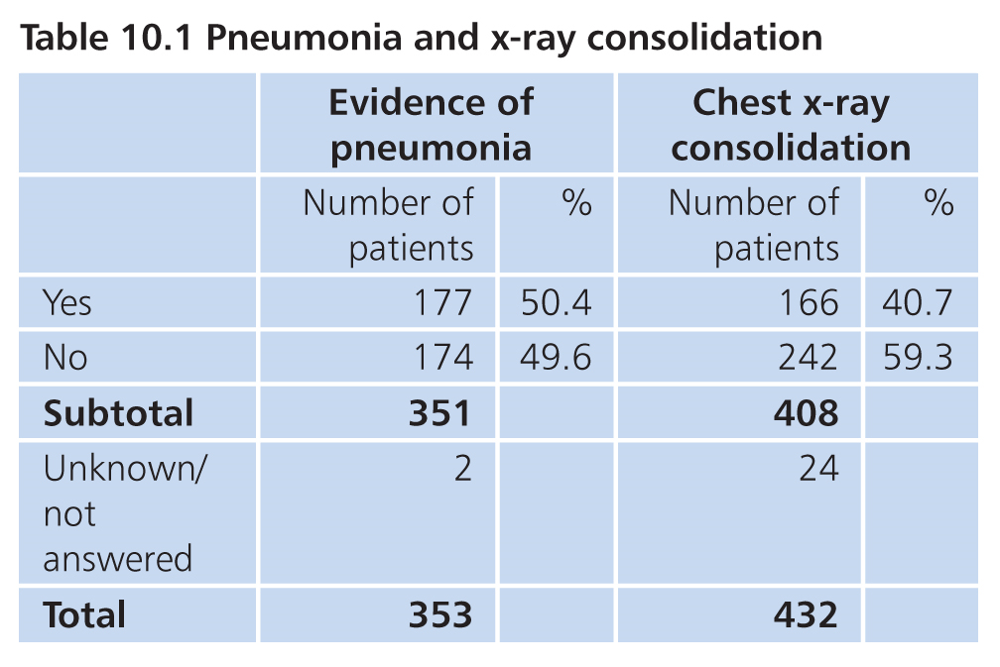 Table 10.1 Pneumonia and x-ray consolidation
Evidence of pneumonia Chest x-ray consolidation
Number of patients % Number of patients %
Yes 177 50.4 166 40.7
No 174 49.6 242 59.3
Subtotal 351 408
Unknown/ not answered 2 24
Total 353 432